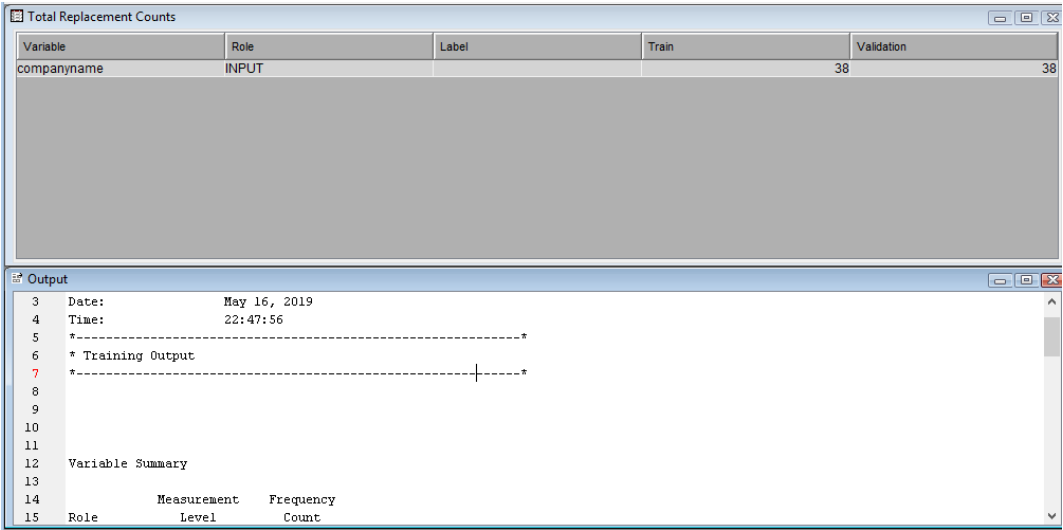 Total Replacement Counts
Variable Role Label Train Validation
companyname INPUT 38 38
Output
3 Date: May 16, 2019
4 Time: 22:47:56
5 *------------------------------------------------------------*
6 * Training Output
7 *------------------------------------------------------------*
8
9
10
11
12 Variable Summary
13
14 Measurement Frequency
15 Role Level Count